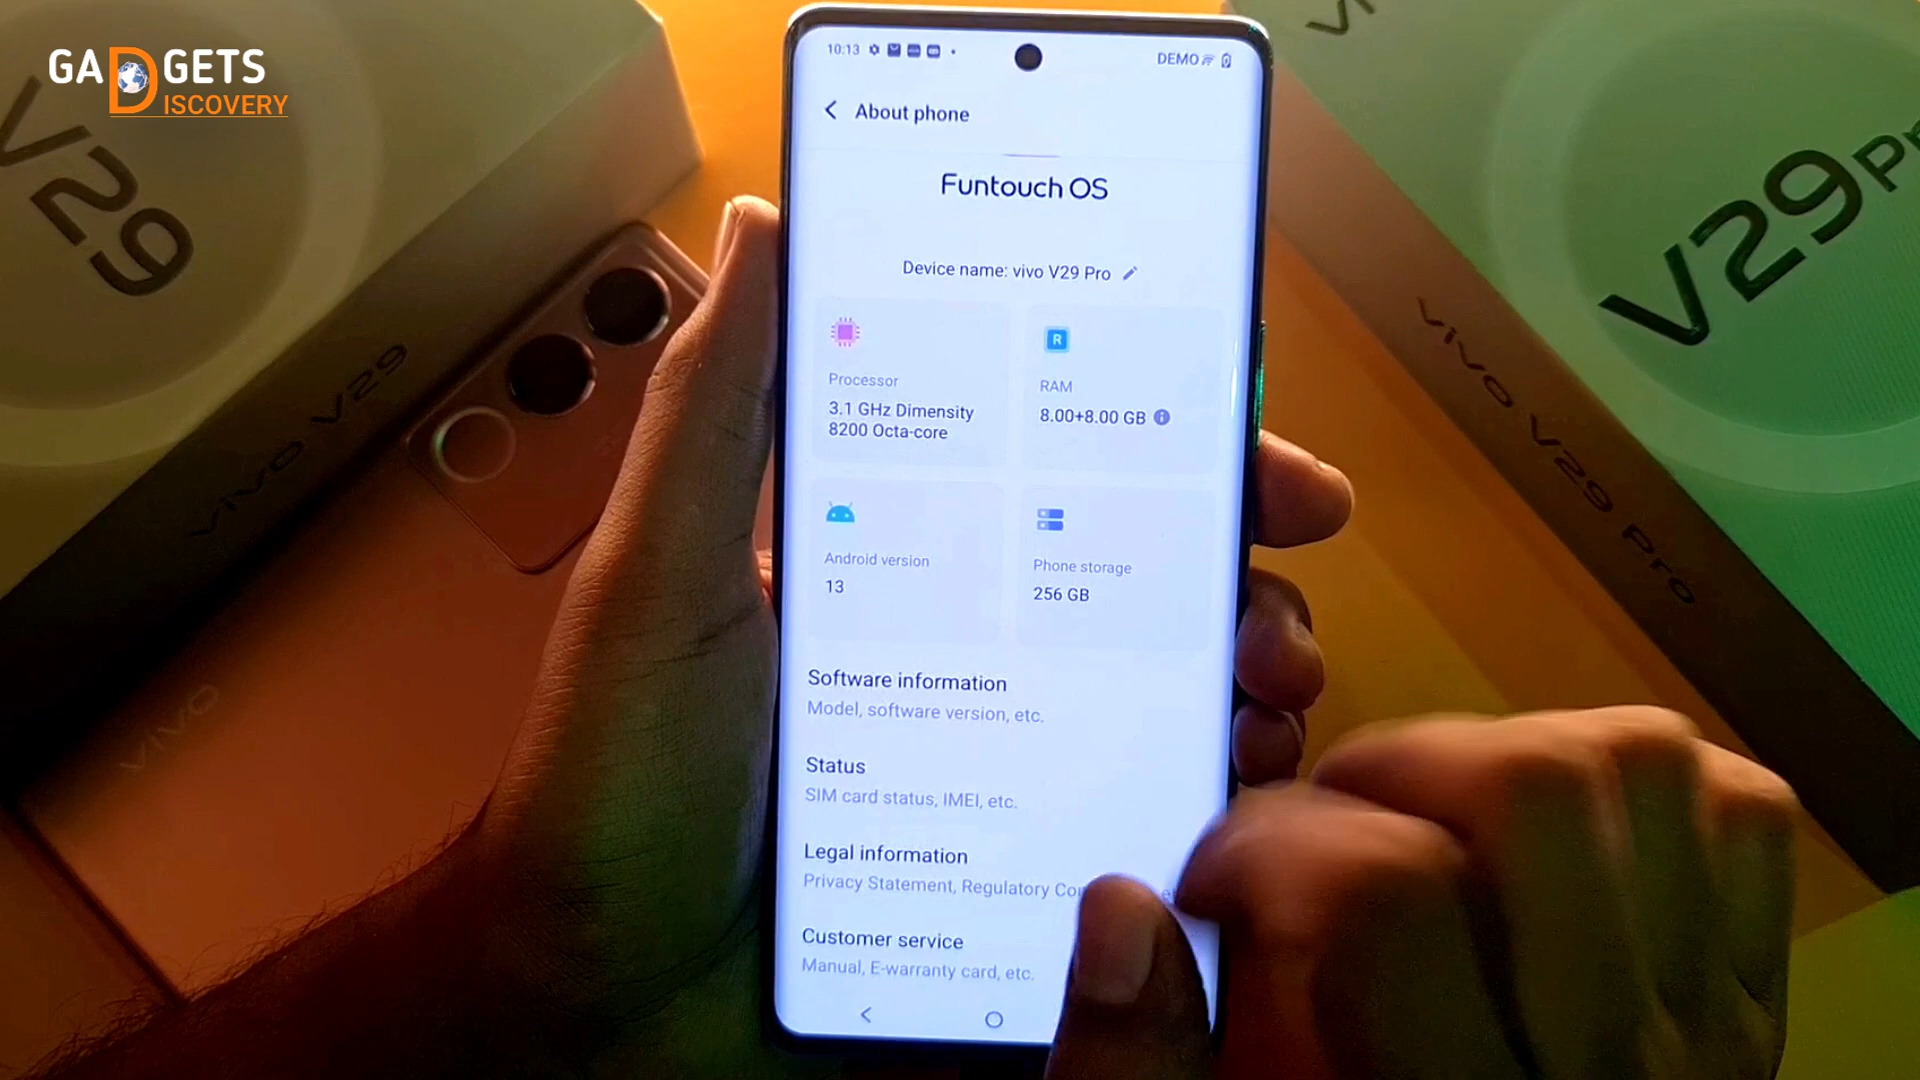 GADGETS
DISCOVERY
V29
vivo V29
vivo
10:13
DEMO
About phone
Funtouch OS
Device name: vivo V29 Pro
Processor
3.1 GHz Dimensity
8200 Octa-core
R
RAM
8.00+8.00 GB
Android version
13
Phone storage
256 GB
Software information
Model, software version, etc.
Status
SIM card status, IMEI, etc.
Legal information
Privacy Statement, Regulatory
Customer service
Manual, E-warranty card, etc.
V29
vivo V29 Pro